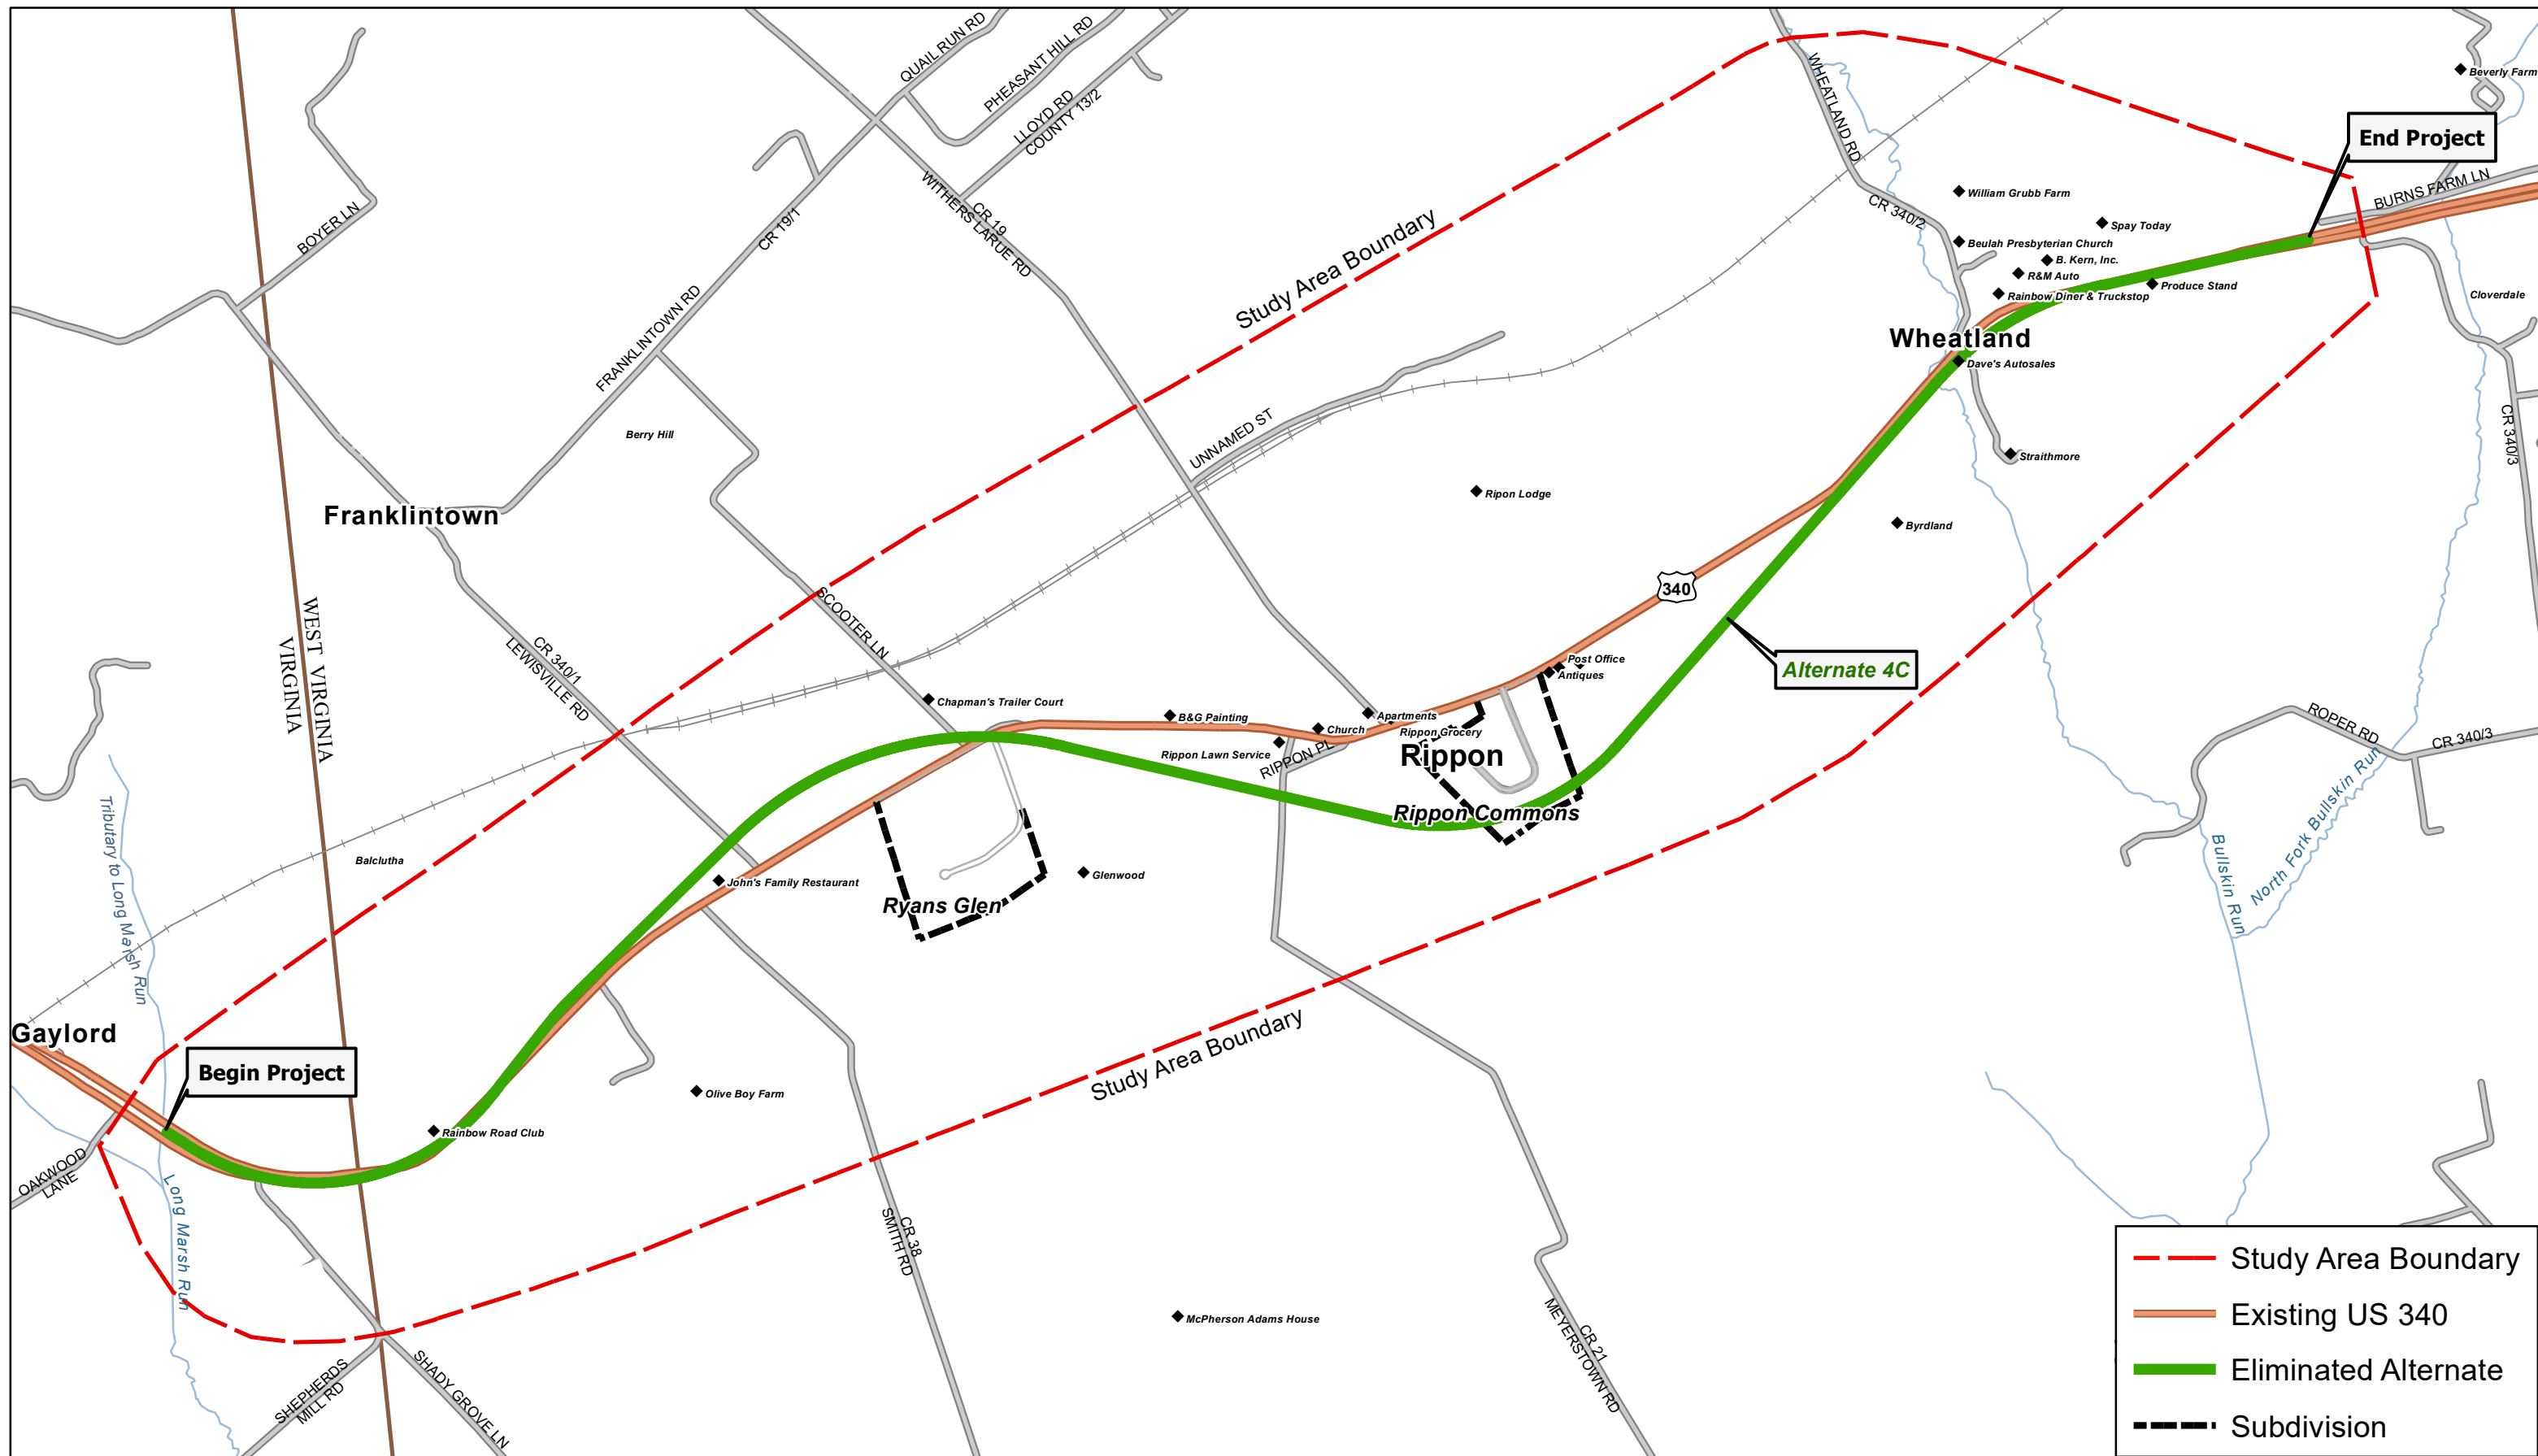 QUAIL RUN RD
PHEASANT HILL RD
LLOYD RD
COUNTY 13/2
WHEATLAND RD
Beverly Farm
End Project
BURNS FARM LN
BOYER LN
CR 19/1
WITHERS LARUE RD
CR 19
Study Area Boundary
CR 340/2
William Grubb Farm
Spay Today
Beulah Presbyterian Church
B. Kern, Inc.
R&M Auto
Produce Stand
Rainbow Diner & Truckstop
Cloverdale
FRANKLINTOWN RD
Wheatland
Dave's Autosales
Berry Hill
UNNAMED ST
CR 340/3
Straithmore
Ripon Lodge
Franklintown
Byrdland
340
SCOOTER LN
WEST VIRGINIA
VIRGINIA
CR 340/1
LEWISVILLE RD
Post Office
Antiques
Alternate 4C
Chapman's Trailer Court
B&G Painting
Apartments
Church
Rippon Grocery
Rippon Lawn Service
RIPPON PL
Rippon
ROPER RD
CR 340/3
Rippon Commons
Tributary to Long Marsh Run
Balclutha
John's Family Restaurant
Glenwood
Ryans Glen
Bullskin Run
North Fork Bullskin Run
Gaylord
Begin Project
Study Area Boundary
Olive Boy Farm
Rainbow Road Club
OAKWOOD
LANE
Long Marsh Run
CR 38
SMITH RD
McPherson Adams House
CR 21
MEYERSTOWN RD
SHEPHERDS
MILL RD
SHADY GROVE LN
Study Area Boundary
Existing US 340
Eliminated Alternate
Subdivision